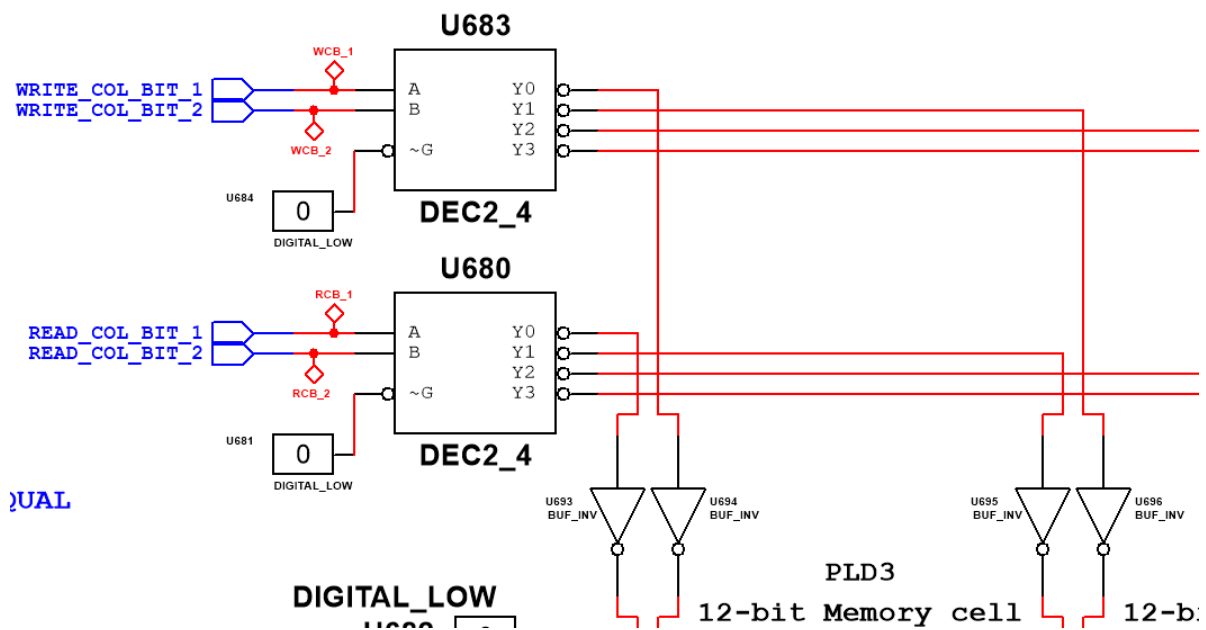 U683
WCB_1
WRITE_COL_BIT_1
A
Y0
WRITE_COL_BIT_2
B
Y1
Y2
WCB_2
~G
Y3
U684
0
DEC2_4
DIGITAL_LOW
U680
RCB_1
READ_COL_BIT_1
A
Y0
READ_COL_BIT_2
B
Y1
Y2
RCB_2
~G
Y3
U681
0
DEC2_4
DIGITAL_LOW
QUAL
U693
BUF_INV
U694
BUF_INV
U695
BUF_INV
U696
BUF_INV
PLD3
DIGITAL_LOW
12-bit Memory cell